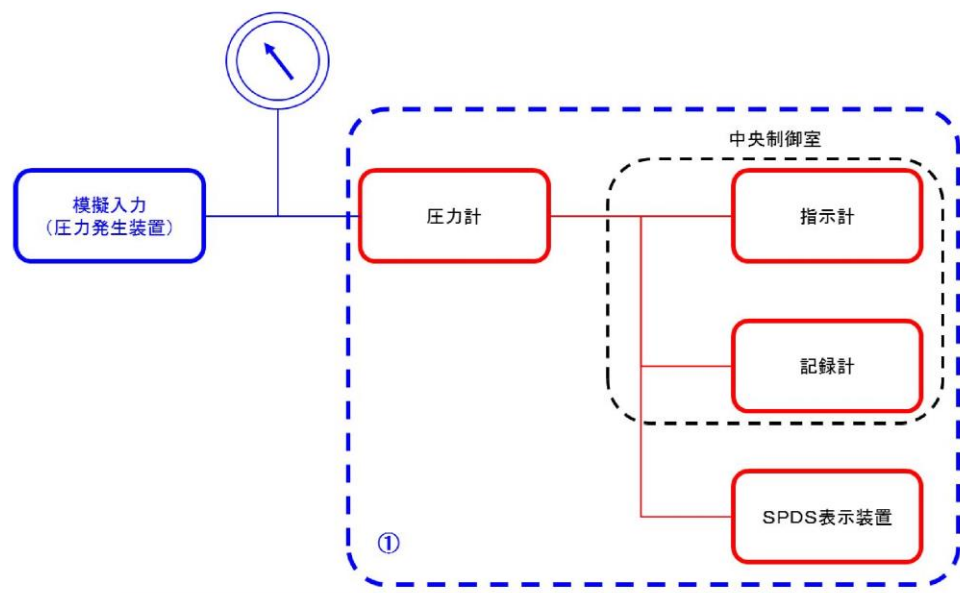 中央制御室
模擬入力
（圧力発生装置）
圧力計
指示計
記録計
SPDS表示装置
①